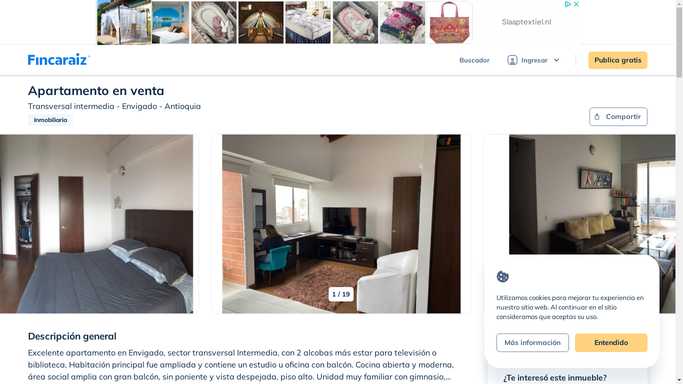 Slaaptextiel.nl
Fincaraiz
Buscador
Ingresar
Publica gratis
Apartamento en venta
Transversal intermedia - Envigado - Antioquia
Inmobiliaria
Compartir
1 / 19
Utilizamos cookies para mejorar tu experiencia en
nuestro sitio web. Al continuar en el sitio
consideramos que aceptas su uso.
Más información
Entendido
Descripción general
Excelente apartamento en Envigado, sector transversal Intermedia, con 2 alcobas más estar para televisión o
biblioteca, Habitación principal fue ampliada y contiene un estudio u oficina con balcón. Cocina abierta y moderna,
área social amplia con gran balcón, sin poniente y vista despejada, piso alto. Unidad muy familiar con gimnasio,...
¿Te interesó este inmueble?